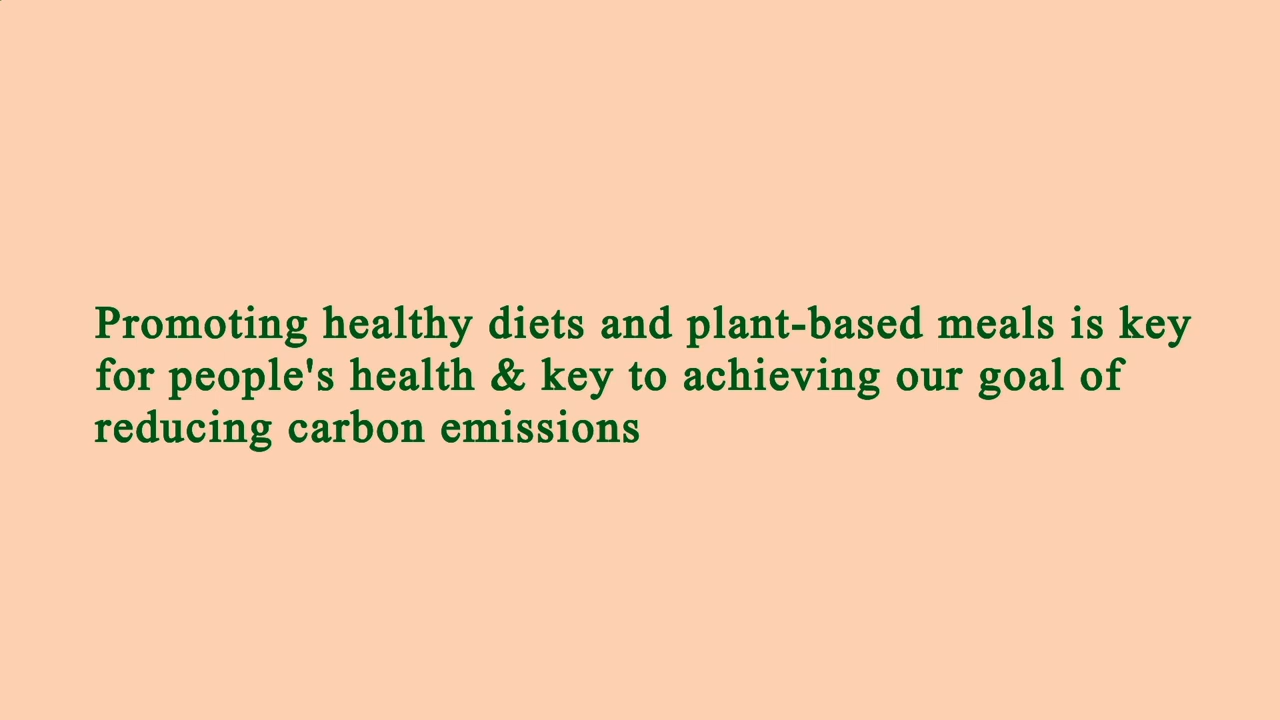 Promoting healthy diets and plant-based meals is key
for people's health & key to achieving our goal of
reducing carbon emissions